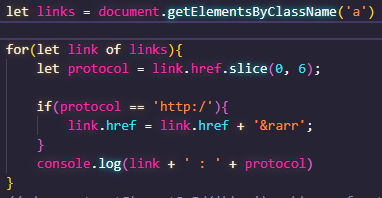 let links = document.getElementsByClassName('a')
for(let link of links){
let protocol = link.href.slice(0, 6);
if(protocol == 'http:/'){
link.href = link.href + '&rarr';
}
console.log(link + ' : ' + protocol)
}